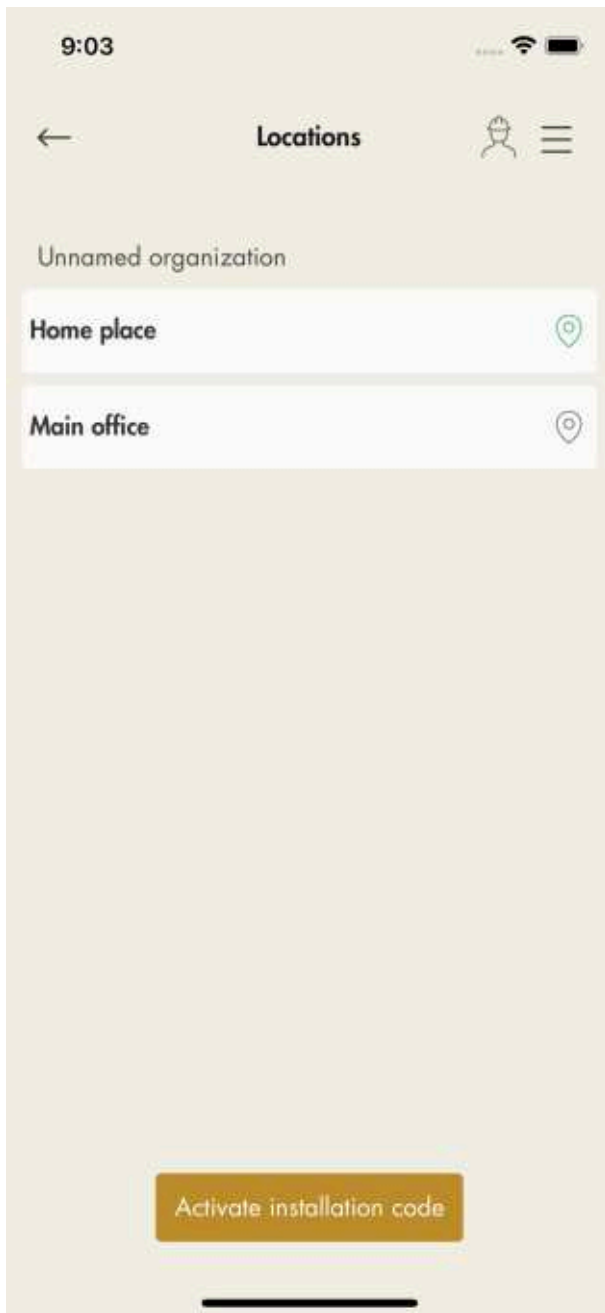 9:03
Locations
Unnamed organization
Home place
Main office
Activate installation code